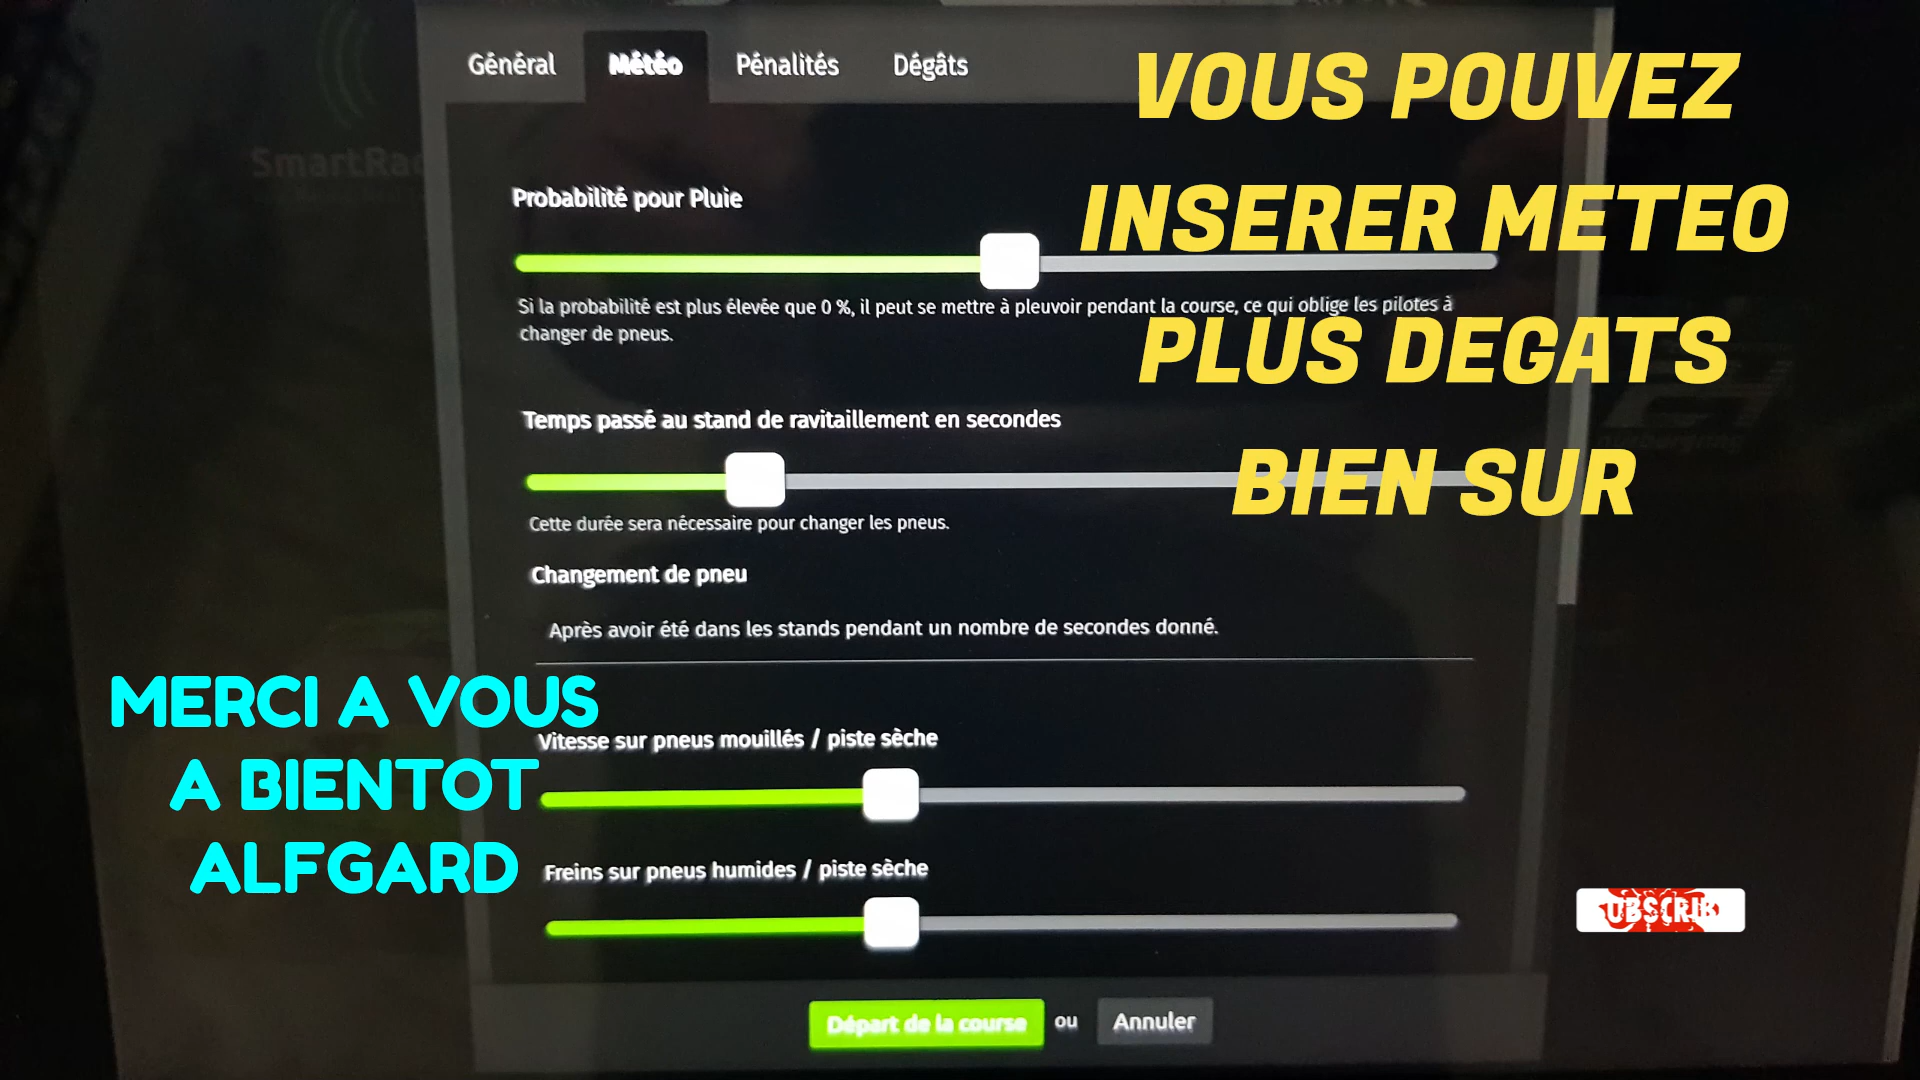 Général Météo Pénalités Dégâts
VOUS POUVEZ
INSERER METEO
PLUS DEGATS
BIEN SUR
Probabilité pour Pluie
Si la probabilité est plus élevée que 0 %, il peut se mettre à pleuvoir pendant la course, ce qui oblige les pilotes à
changer de pneus.
Temps passé au stand de ravitaillement en secondes
Cette durée sera nécessaire pour changer les pneus.
Changement de pneu
Après avoir été dans les stands pendant un nombre de secondes donné.
MERCI A VOUS
A BIENTOT
ALFGARD
Vitesse sur pneus mouillés / piste sèche
Freins sur pneus humides / piste sèche
UBSCRIB
Départ de la course ou Annuler